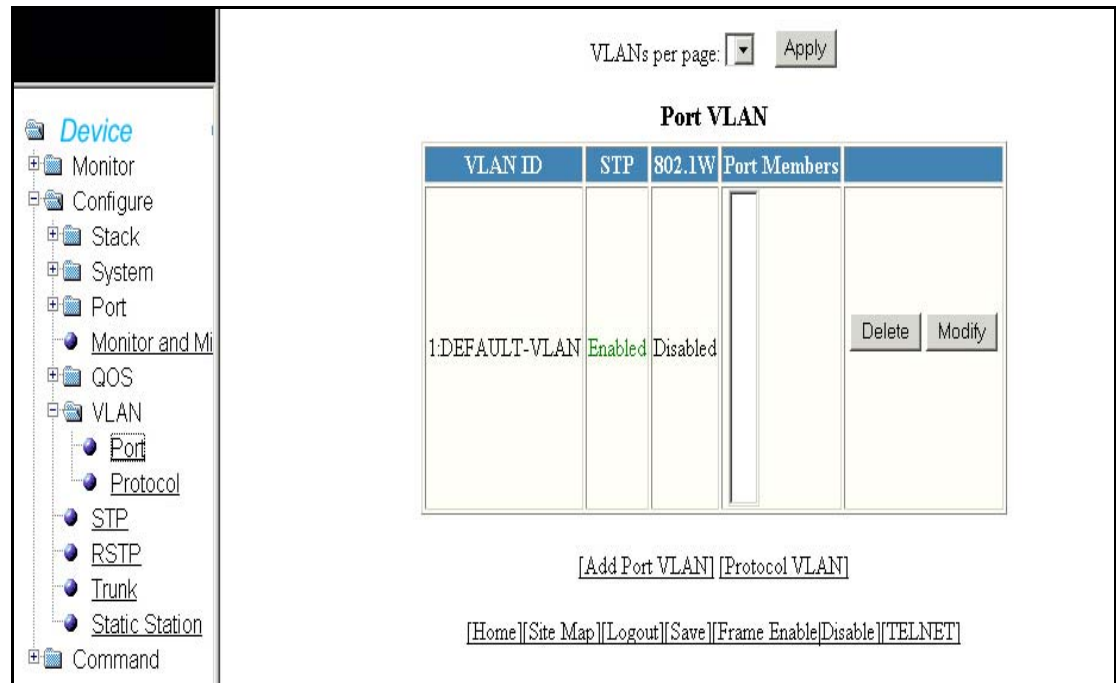 Device
Monitor
Configure
Stack
System
Port
Monitor and Mi
QOS
VLAN
Port
Protocol
STP
RSTP
Trunk
Static Station
Command
VLANs per page: Apply
Port VLAN
VLAN ID STP 802.1W Port Members
1:DEFAULT-VLAN Enabled Disabled Delete Modify
[Add Port VLAN] [Protocol VLAN]
[Home][Site Map][Logout][Save][Frame Enable|Disable][TELNET]